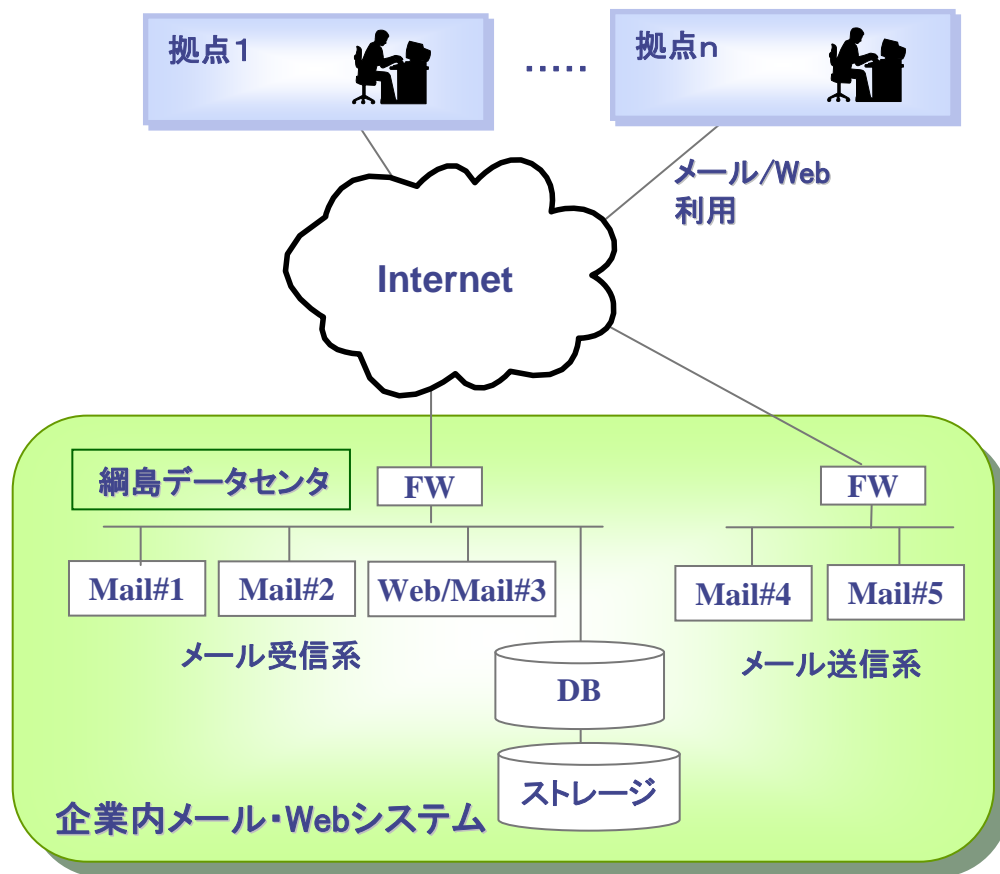 拠点1
拠点n
・・・・・
メール/Web
利用
Internet
綱島データセンタ
FW
FW
Mail#1
Mail#2
Web/Mail#3
Mail#4
Mail#5
メール受信系
メール送信系
DB
ストレージ
企業内メール・Webシステム